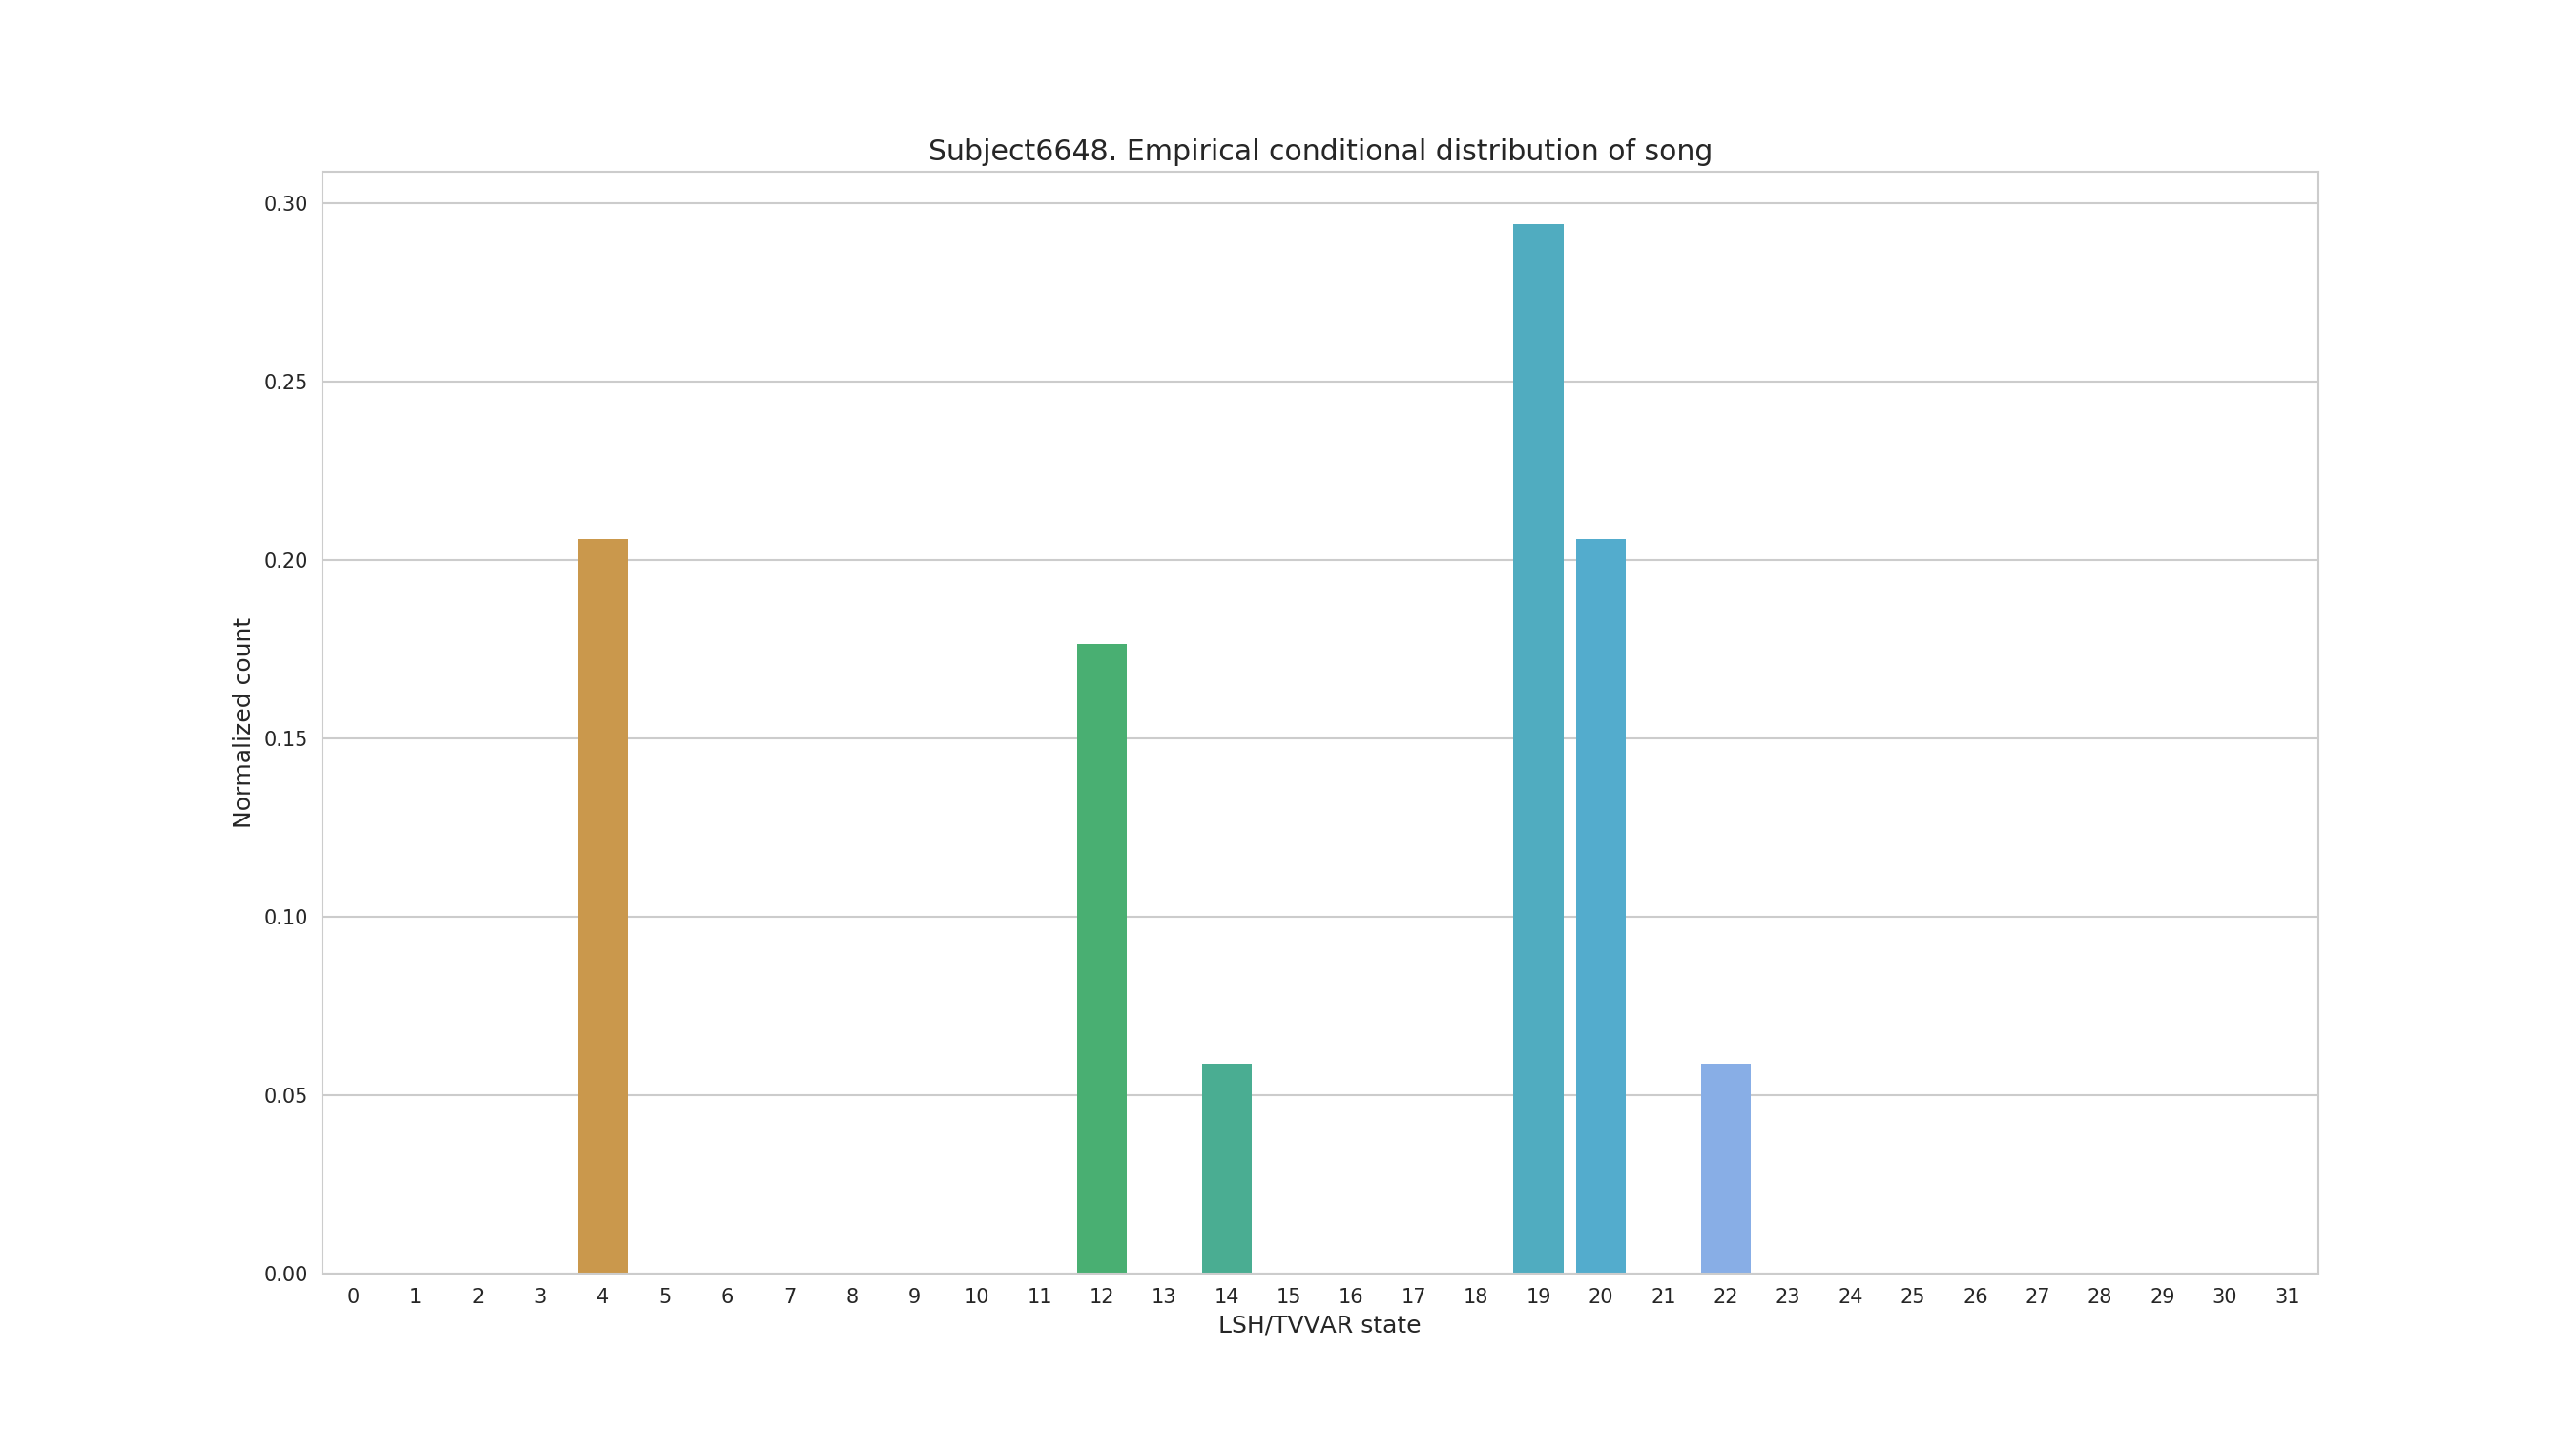 Subject6648. Empirical conditional distribution of song
0.30
0.25
0.20
0.15
0.10
0.05
0.00
Normalized count
0 1 2 3 4 5 6 7 8 9 10 11 12 13 14 15 16 17 18 19 20 21 22 23 24 25 26 27 28 29 30 31
LSH/TVVAR state